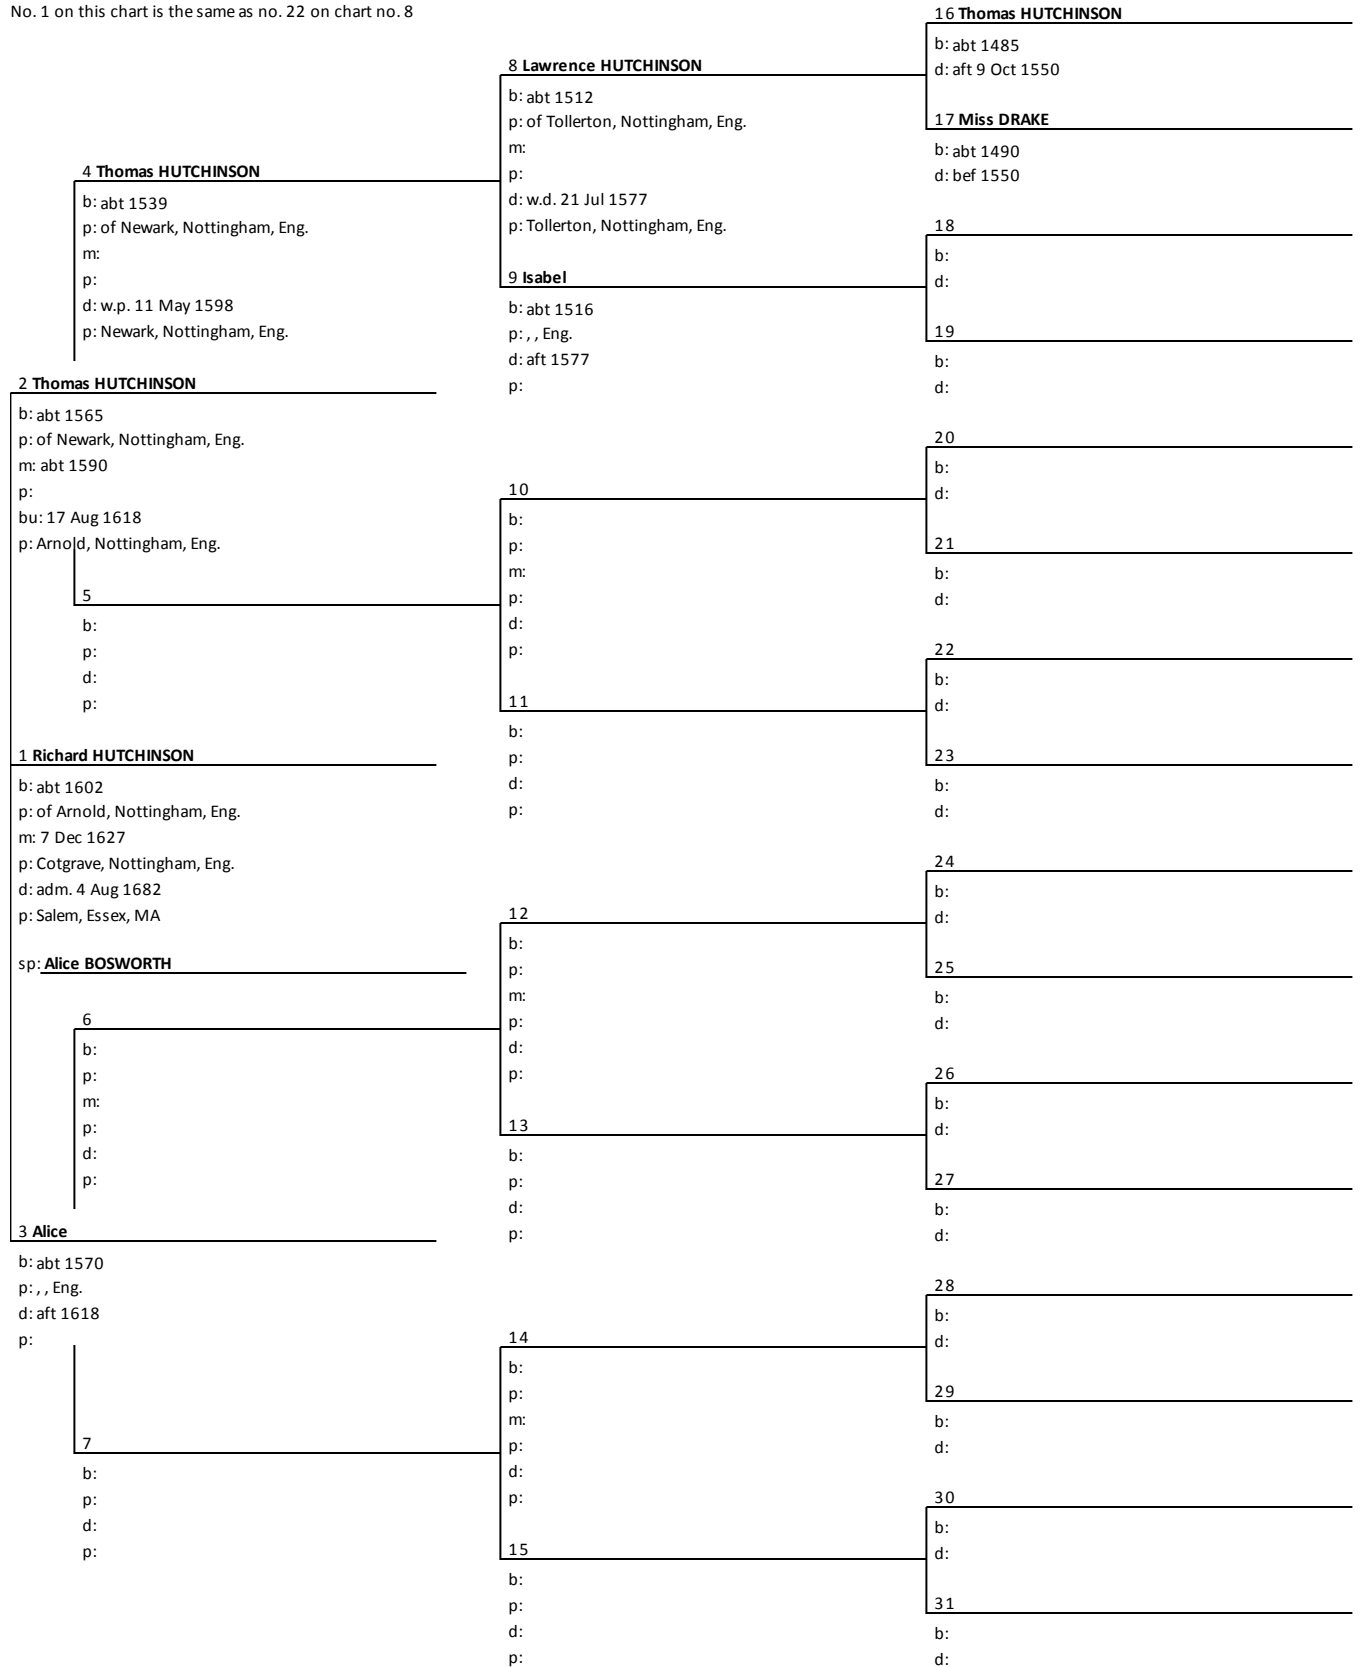 No. 1 on this chart is the same as no. 22 on chart no. 8
16 Thomas HUTCHINSON
b: abt 1485
d: aft 9 Oct 1550
8 Lawrence HUTCHINSON
b: abt 1512
p: of Tollerton, Nottingham, Eng.
m:
p:
d: w.d. 21 Jul 1577
p: Tollerton, Nottingham, Eng.
17 Miss DRAKE
b: abt 1490
d: bef 1550
4 Thomas HUTCHINSON
b: abt 1539
p: of Newark, Nottingham, Eng.
m:
p:
d: w.p. 11 May 1598
p: Newark, Nottingham, Eng.
18
b:
d:
9 Isabel
b: abt 1516
p: , , Eng.
d: aft 1577
p:
19
b:
d:
2 Thomas HUTCHINSON
b: abt 1565
p: of Newark, Nottingham, Eng.
m: abt 1590
p:
bu: 17 Aug 1618
p: Arnold, Nottingham, Eng.
20
b:
d:
10
b:
p:
m:
p:
d:
p:
21
b:
d:
5
b:
p:
d:
p:
22
b:
d:
11
b:
p:
d:
p:
23
b:
d:
1 Richard HUTCHINSON
b: abt 1602
p: of Arnold, Nottingham, Eng.
m: 7 Dec 1627
p: Cotgrave, Nottingham, Eng.
d: adm. 4 Aug 1682
p: Salem, Essex, MA
sp: Alice BOSWORTH
24
b:
d:
12
b:
p:
m:
p:
d:
p:
25
b:
d:
6
b:
p:
m:
p:
d:
p:
26
b:
d:
13
b:
p:
d:
p:
27
b:
d:
3 Alice
b: abt 1570
p: , , Eng.
d: aft 1618
p:
28
b:
d:
14
b:
p:
m:
p:
d:
p:
29
b:
d:
7
b:
p:
d:
p:
30
b:
d:
15
b:
p:
d:
p:
31
b:
d: